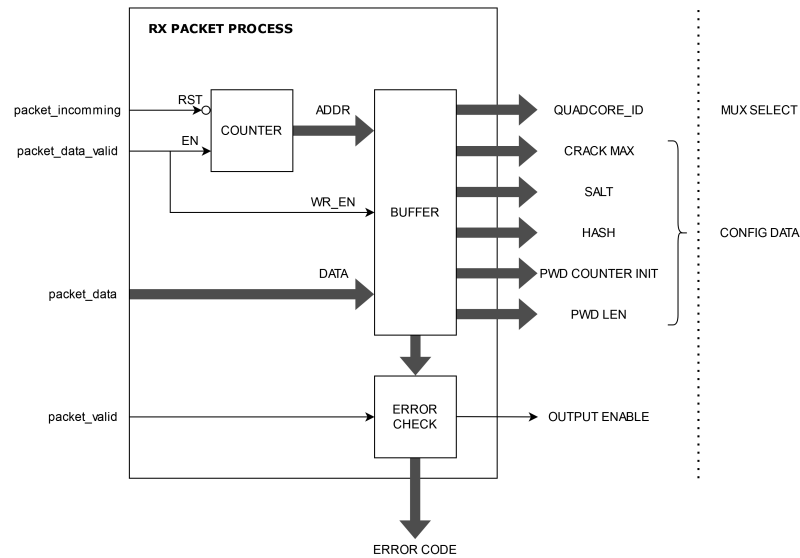 RX PACKET PROCESS
packet_incomming
RST
COUNTER
ADDR
packet_data_valid
EN
WR_EN
BUFFER
packet_data
DATA
packet_valid
ERROR
CHECK
QUADCORE_ID
CRACK MAX
SALT
HASH
PWD COUNTER INIT
PWD LEN
OUTPUT ENABLE
MUX SELECT
CONFIG DATA
ERROR CODE